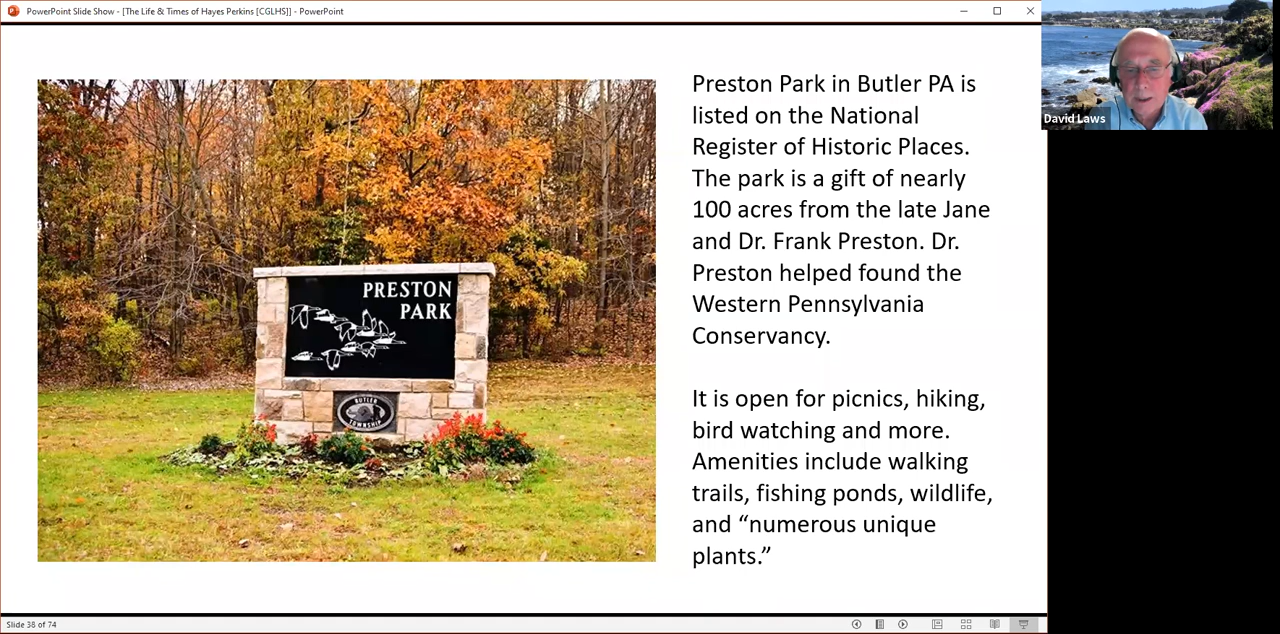 PowerPoint Slide Show - [The Life & Times of Hayes Perkins [CGLHS]] - PowerPoint
David Laws
Preston Park in Butler PA is
listed on the National
Register of Historic Places.
The park is a gift of nearly
100 acres from the late Jane
and Dr. Frank Preston. Dr.
Preston helped found the
Western Pennsylvania
Conservancy.
It is open for picnics, hiking,
bird watching and more.
Amenities include walking
trails, fishing ponds, wildlife,
and “numerous unique
plants.”
PRESTON
PARK
BUTLER
TOWNSHIP
Slide 38 of 74